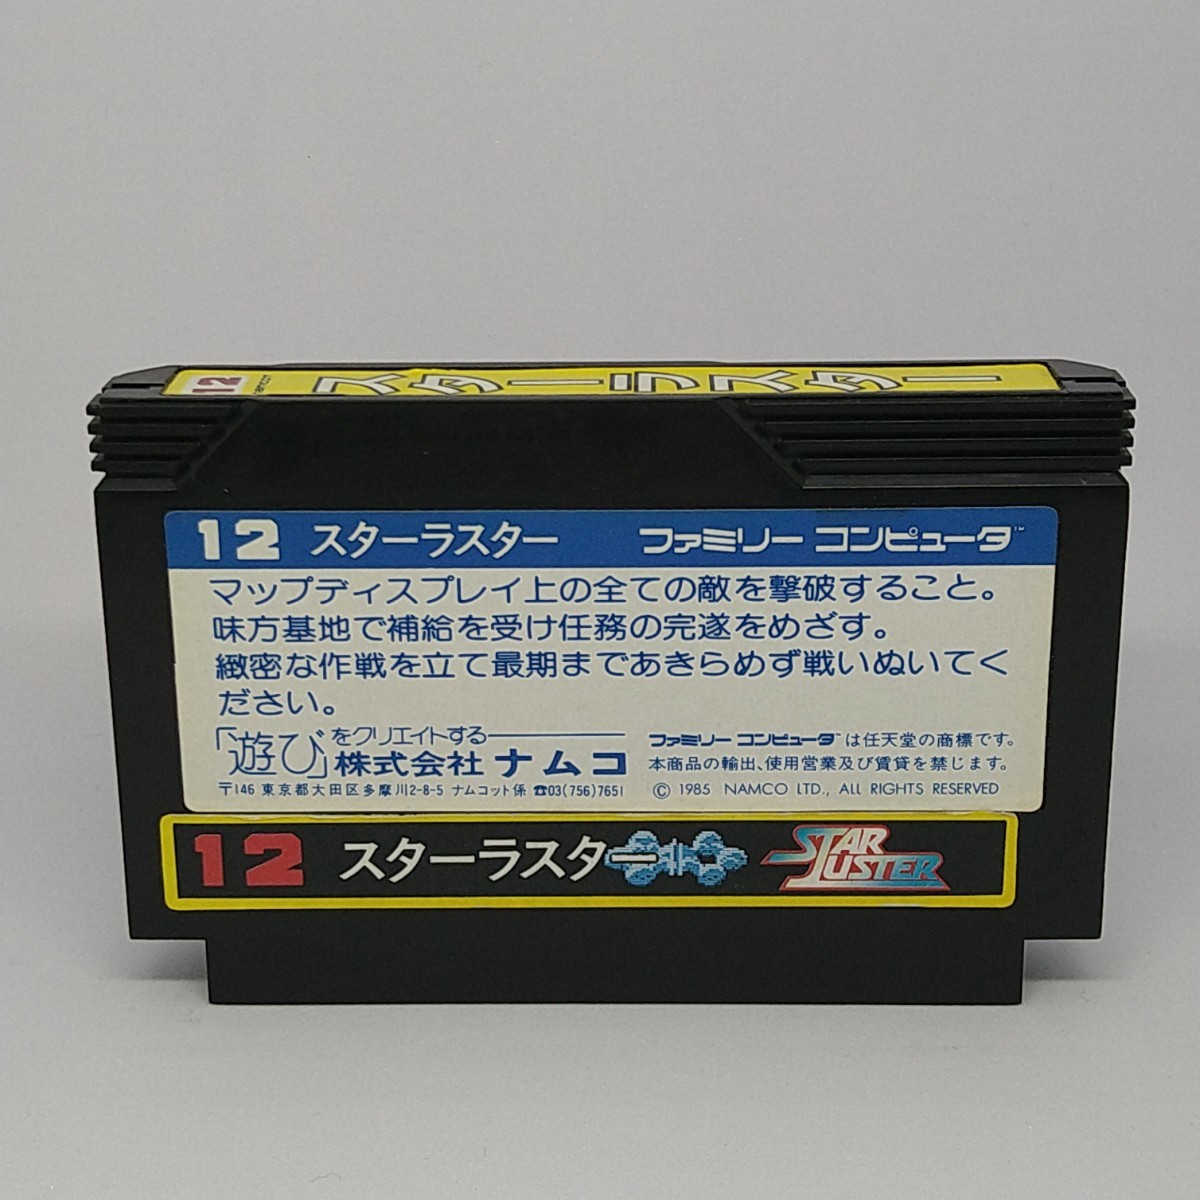 12 スターラスター
12 スターラスター ファミリー コンピュータ™
マップディスプレイ上の全ての敵を撃破すること。
味方基地で補給を受け任務の完遂をめざす。
緻密な作戦を立て最期まであきらめず戦いぬいてく
ださい。
「遊び」をクリエイトする
株式会社 ナムコ
〒146 東京都大田区多摩川2-8-5 ナムコット係 ☎03(756)7651
ファミリー コンピュータ™は任天堂の商標です。
本商品の輸出、使用営業及び賃貸を禁じます。
© 1985 NAMCO LTD., ALL RIGHTS RESERVED
12 スターラスター STAR LUSTER